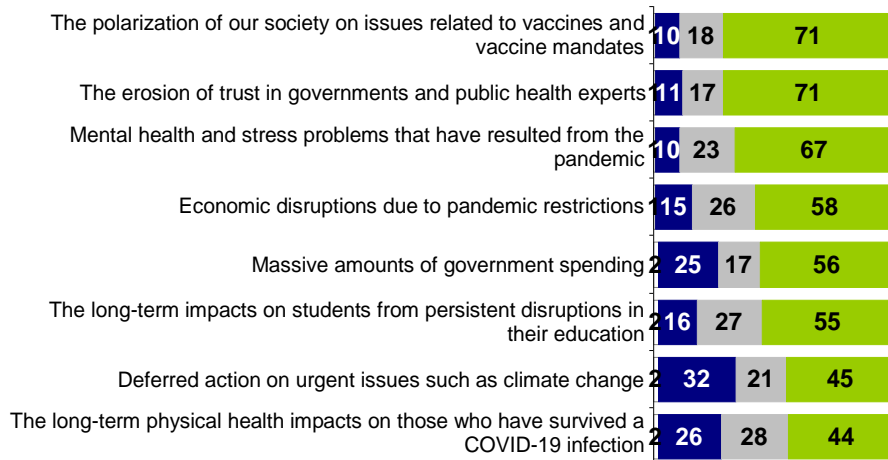 The polarization of our society on issues related to vaccines and
vaccine mandates
1 10 18 71
The erosion of trust in governments and public health experts
1 11 17 71
Mental health and stress problems that have resulted from the
pandemic
1 10 23 67
Economic disruptions due to pandemic restrictions
1 15 26 58
Massive amounts of government spending
2 25 17 56
The long-term impacts on students from persistent disruptions in
their education
2 16 27 55
Deferred action on urgent issues such as climate change
2 32 21 45
The long-term physical health impacts on those who have survived a
COVID-19 infection
2 26 28 44